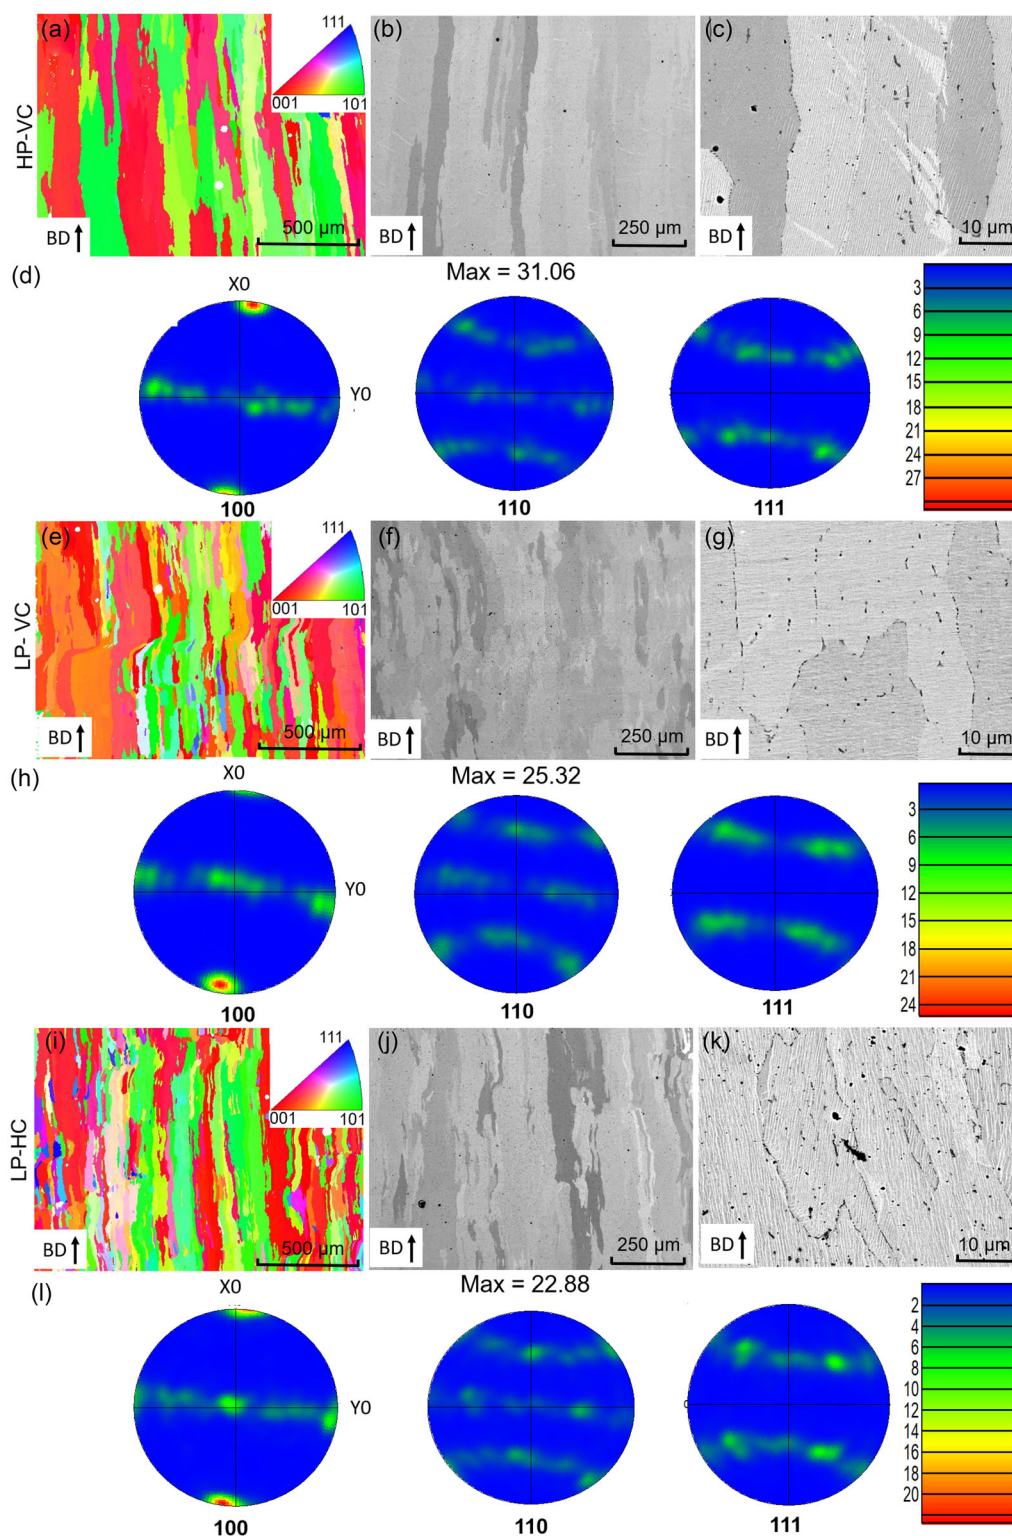 (a)
111
001
101
HP-VC
BD
500 µm
(b)
BD
250 µm
(c)
BD
10 µm
(d)
Max = 31.06
X0
Y0
100
110
111
3
6
9
12
15
18
21
24
27
(e)
111
001
101
LP- VC
BD
500 µm
(f)
BD
250 µm
(g)
BD
10 µm
(h)
Max = 25.32
X0
Y0
100
110
111
3
6
9
12
15
18
21
24
(i)
111
001
101
LP-HC
BD
500 µm
(j)
BD
250 µm
(k)
BD
10 µm
(l)
Max = 22.88
X0
Y0
100
110
111
2
4
6
8
10
12
14
16
18
20